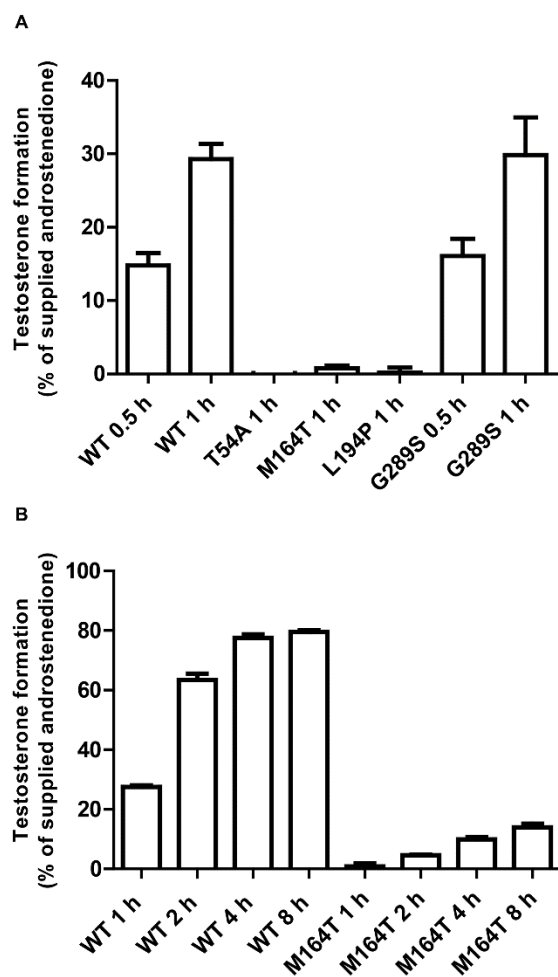 A
Testosterone formation
(% of supplied androstenedione)
40
30
20
10
0
WT 0.5 h
WT 1 h
T54A 1 h
M164T 1 h
L194P 1 h
G289S 0.5 h
G289S 1 h
B
Testosterone formation
(% of supplied androstenedione)
100
80
60
40
20
0
WT 1 h
WT 2 h
WT 4 h
WT 8 h
M164T 1 h
M164T 2 h
M164T 4 h
M164T 8 h